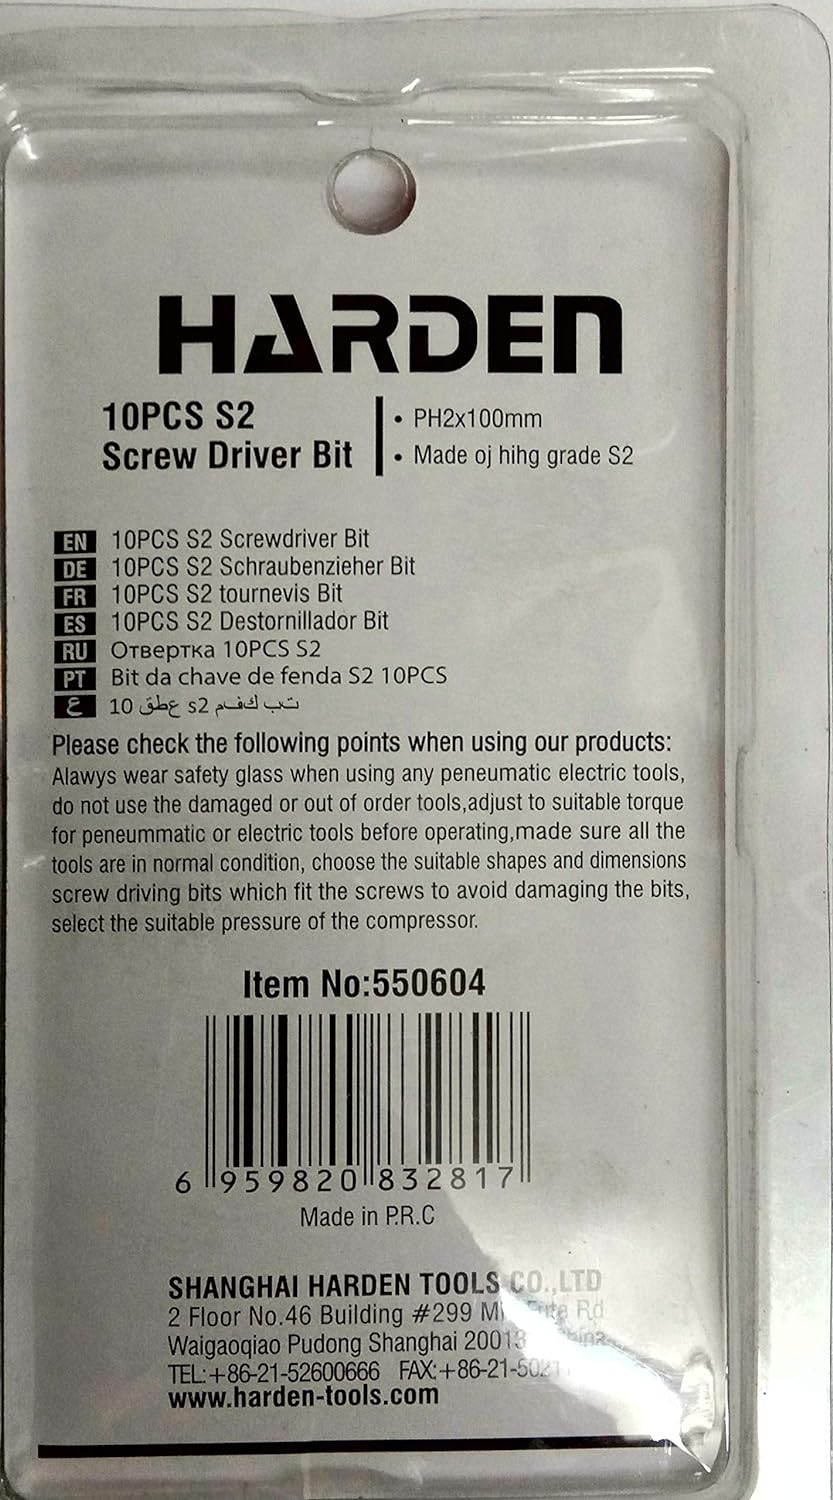 HARDEN
10PCS S2
Screw Driver Bit
• PH2x100mm
• Made oj hihg grade S2
EN 10PCS S2 Screwdriver Bit
DE 10PCS S2 Schraubenzieher Bit
FR 10PCS S2 tournevis Bit
ES 10PCS S2 Destornillador Bit
RU Отвертка 10PCS S2
PT Bit da chave de fenda S2 10PCS
ع 10 عطق s2 كفم تب
Please check the following points when using our products:
Alawys wear safety glass when using any peneumatic electric tools,
do not use the damaged or out of order tools,adjust to suitable torque
for peneummatic or electric tools before operating,made sure all the
tools are in normal condition, choose the suitable shapes and dimensions
screw driving bits which fit the screws to avoid damaging the bits,
select the suitable pressure of the compressor.
Item No:550604
6 959820 832817
Made in P.R.C
SHANGHAI HARDEN TOOLS CO.,LTD
2 Floor No.46 Building #299 Rd
Waigaoqiao Pudong Shanghai
TEL:+86-21-52600666 FAX:+86-21-
www.harden-tools.com